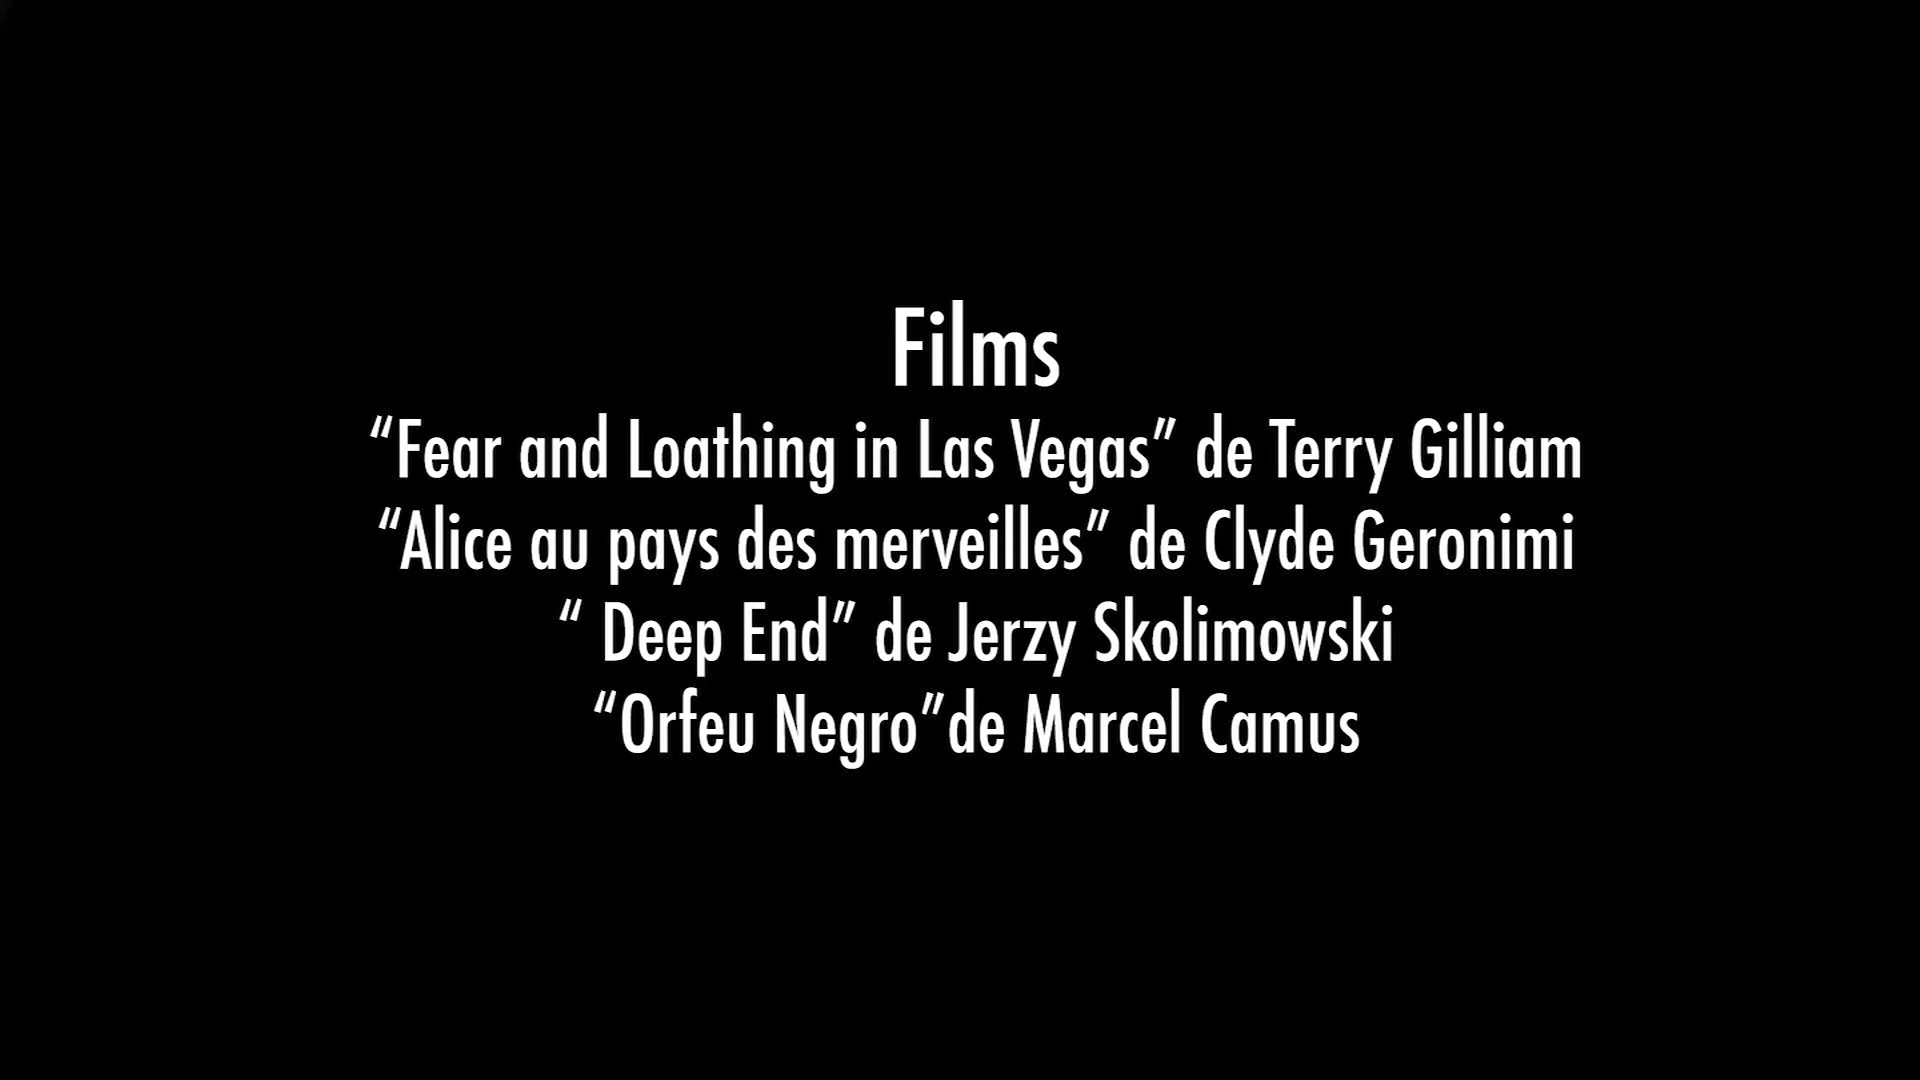 Films
“Fear and Loathing in Las Vegas” de Terry Gilliam
“Alice au pays des merveilles” de Clyde Geronimi
“ Deep End” de Jerzy Skolimowski
“Orfeu Negro”de Marcel Camus